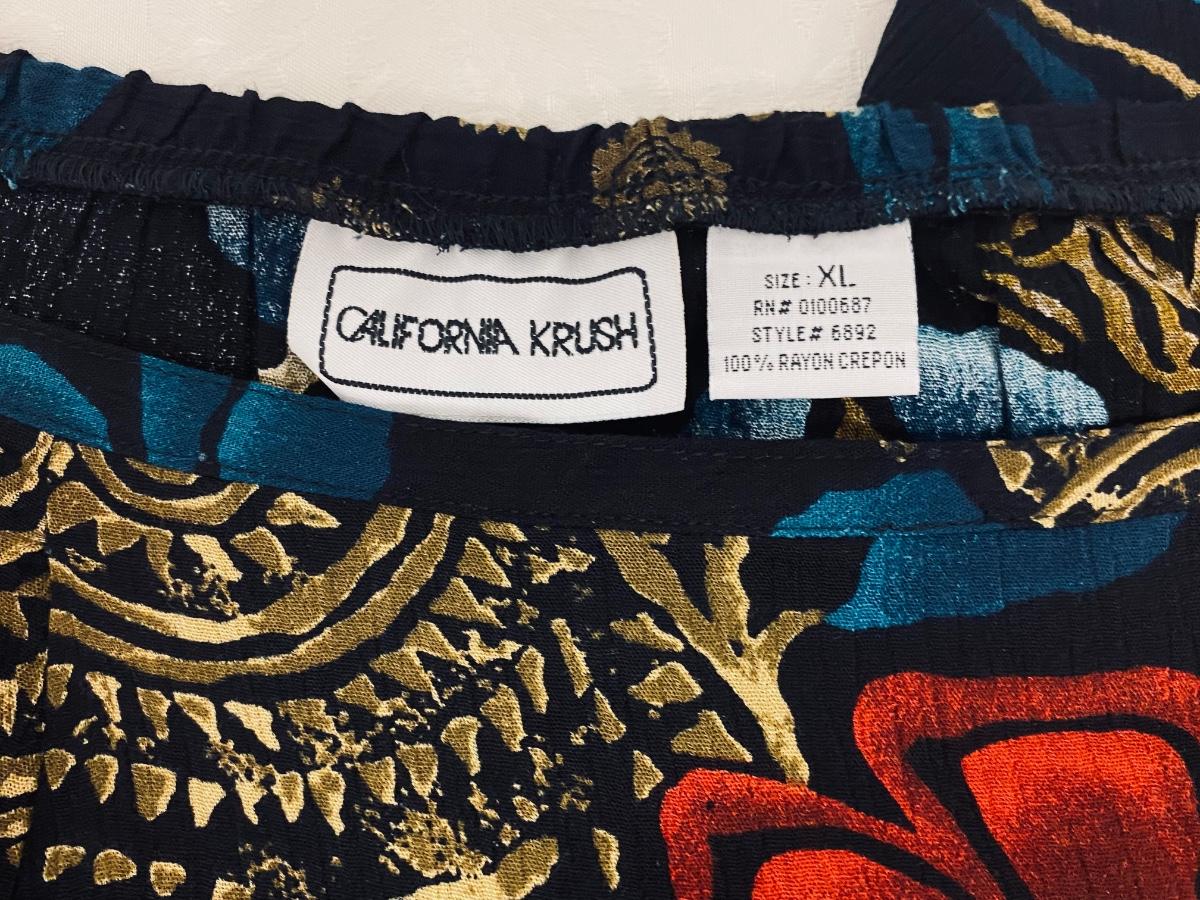 CALIFORNIA KRUSH
SIZE: XL
RN# 0100687
STYLE# 6892
100% RAYON CREPON